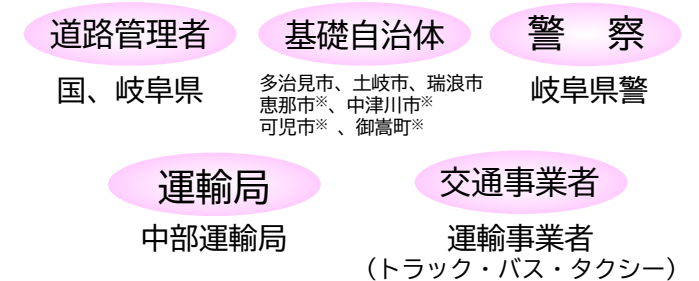 道路管理者
国、岐阜県
基礎自治体
多治見市、土岐市、瑞浪市
恵那市※、中津川市※
可児市※ 、御嵩町※
警　察
岐阜県警
運輸局
中部運輸局
交通事業者
運輸事業者
（トラック・バス・タクシー）